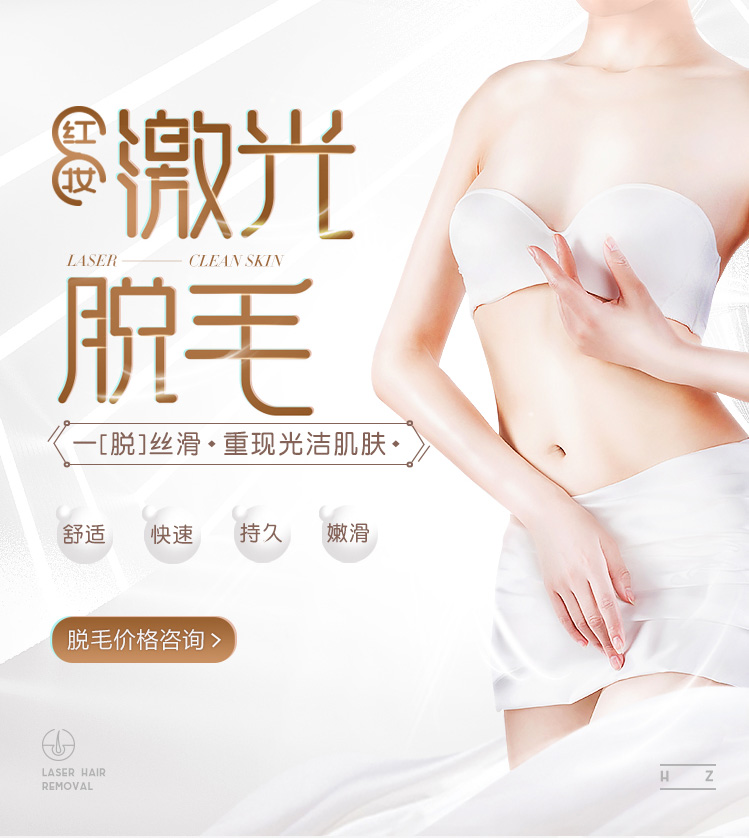 红妆
激光
LASER CLEAN SKIN
脱毛
一[脱]丝滑·重现光洁肌肤·
舒适 快速 持久 嫩滑
脱毛价格咨询 >
LASER HAIR
REMOVAL
H Z